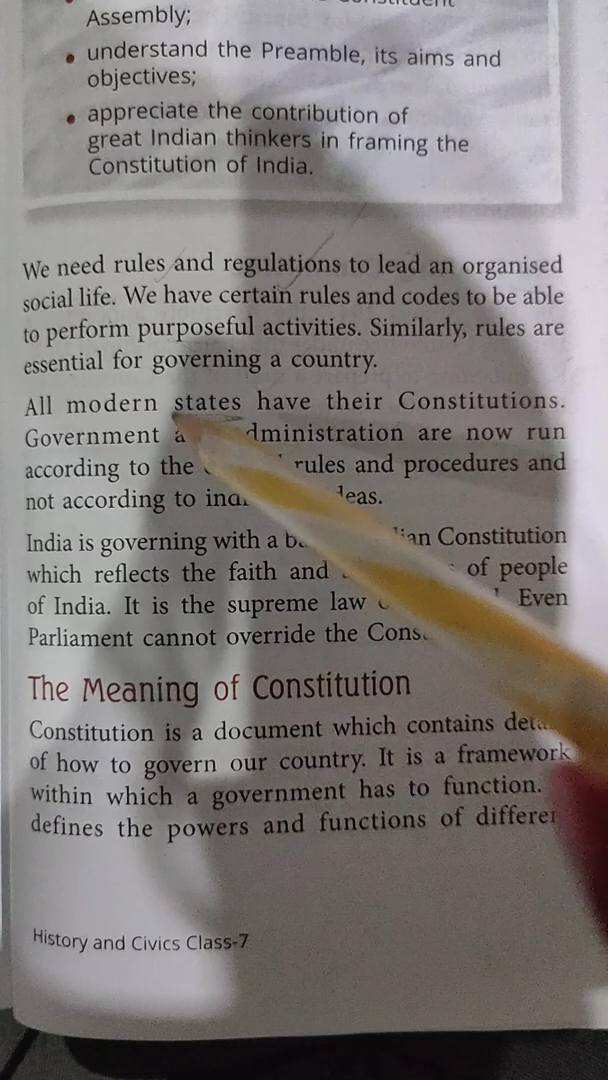 Assembly;
• understand the Preamble, its aims and
objectives;
• appreciate the contribution of
great Indian thinkers in framing the
Constitution of India.
We need rules and regulations to lead an organised
social life. We have certain rules and codes to be able
to perform purposeful activities. Similarly, rules are
essential for governing a country.
All modern states have their Constitutions.
Government are now run
according to the rules and procedures and
not according to
India is governing with a Constitution
which reflects the faith and of people
of India. It is the supreme law Even
Parliament cannot override the
The Meaning of Constitution
Constitution is a document which contains
of how to govern our country. It is a framework
within which a government has to function.
defines the powers and functions of
History and Civics Class-7